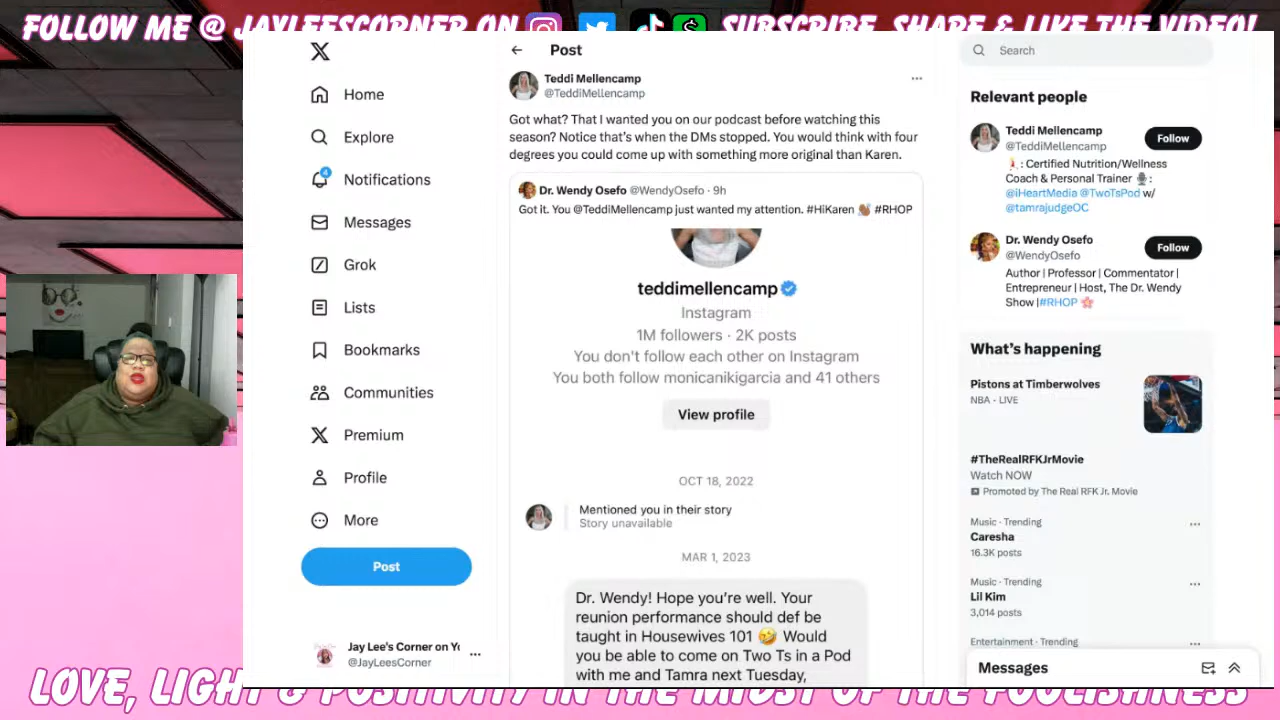 FOLLOW ME @ JAYLEESCORNER ON SUBSCRIBE, SHARE & LIKE THE VIDEO!
Home
Explore
4
Notifications
Messages
Grok
Lists
Bookmarks
Communities
Premium
Profile
More
Post
Jay Lee's Corner on Yo
@JayLeesCorner
...
Post
...
Teddi Mellencamp
@TeddiMellencamp
Got what? That I wanted you on our podcast before watching this
season? Notice that's when the DMs stopped. You would think with four
degrees you could come up with something more original than Karen.
Dr. Wendy Osefo @WendyOsefo · 9h
Got it. You @TeddiMellencamp just wanted my attention. #HiKaren 👋🏾 #RHOP
teddimellencamp
Instagram
1M followers · 2K posts
You don't follow each other on Instagram
You both follow monicanikigarcia and 41 others
View profile
OCT 18, 2022
Mentioned you in their story
Story unavailable
MAR 1, 2023
Dr. Wendy! Hope you're well. Your
reunion performance should def be
taught in Housewives 101 🤣 Would
you be able to come on Two Ts in a Pod
with me and Tamra next Tuesday,
Search
Relevant people
Teddi Mellencamp
@TeddiMellencamp
Follow
: Certified Nutrition/Wellness
Coach & Personal Trainer 🎙️:
@iHeartMedia @TwoTsPod w/
@tamrajudgeOC
Dr. Wendy Osefo
@WendyOsefo
Follow
Author | Professor | Commentator |
Entrepreneur | Host, The Dr. Wendy
Show |#RHOP 🌸
What's happening
Pistons at Timberwolves
NBA · LIVE
#TheRealRFKJrMovie
Watch NOW
Promoted by The Real RFK Jr. Movie
Music · Trending
...
Caresha
16.3K posts
Music · Trending
...
Lil Kim
3,014 posts
Entertainment · Trending
...
Messages
LOVE, LIGHT & POSITIVITY IN THE MIDST OF THE FOOLISHNESS